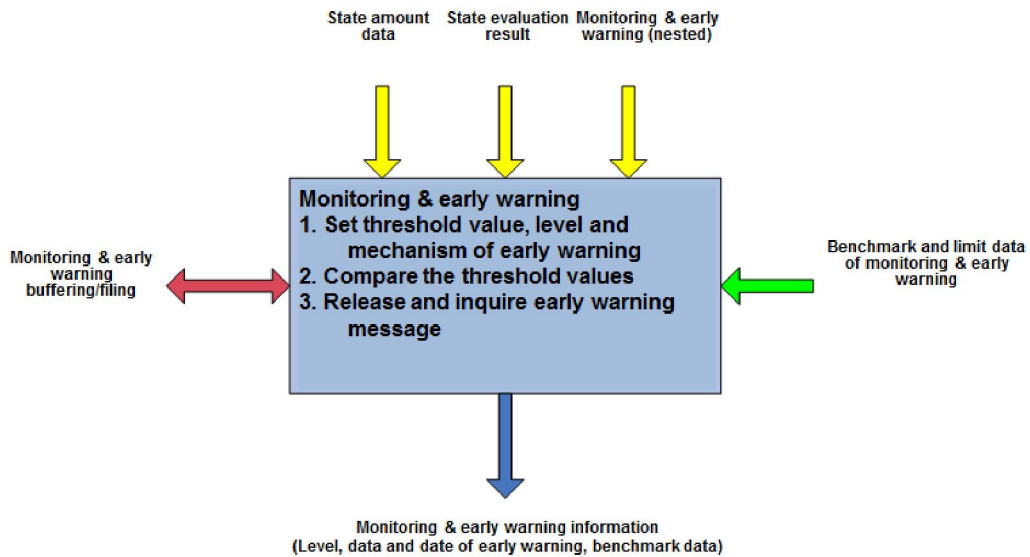 State amount
data
State evaluation
result
Monitoring & early
warning (nested)
Monitoring & early warning
1. Set threshold value, level and
mechanism of early warning
2. Compare the threshold values
3. Release and inquire early warning
message
Monitoring & early
warning
buffering/filing
Benchmark and limit data
of monitoring & early
warning
Monitoring & early warning information
(Level, data and date of early warning, benchmark data)